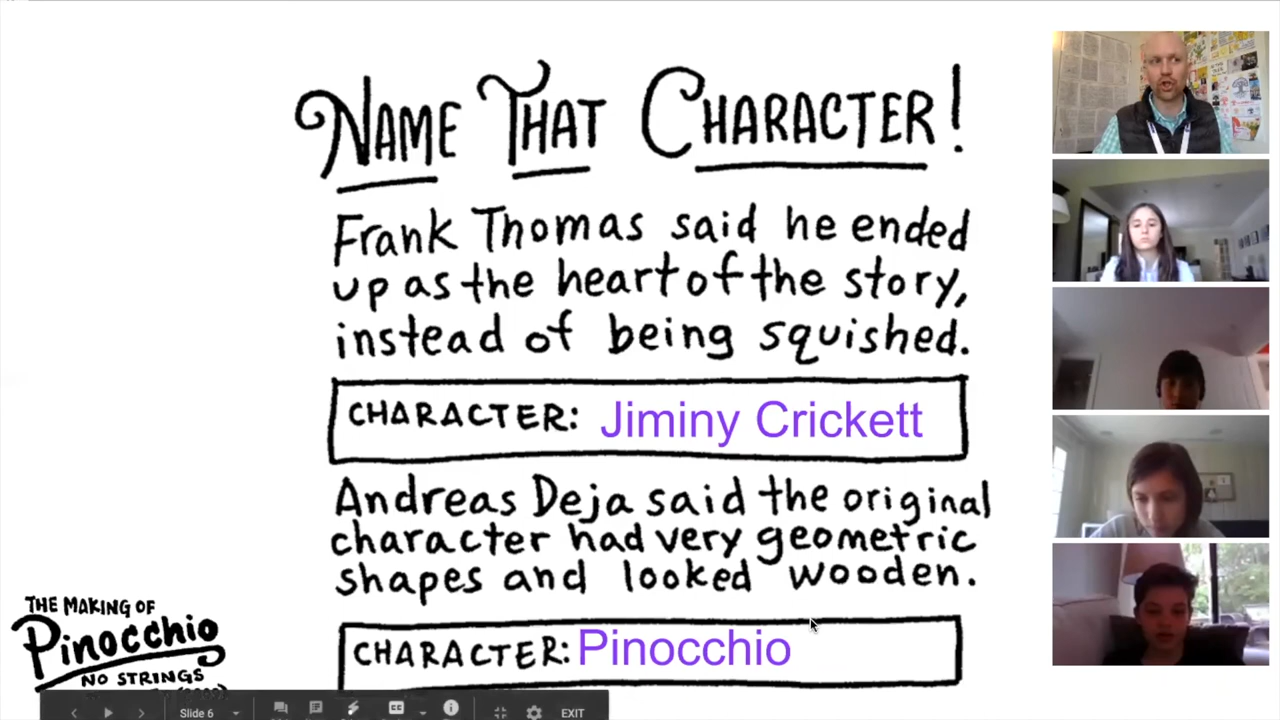 NAME THAT CHARACTER!
Frank Thomas said he ended
up as the heart of the story,
instead of being squished.
CHARACTER: Jiminy Crickett
Andreas Deja said the original
character had very geometric
shapes and looked wooden.
CHARACTER: Pinocchio
THE MAKING OF
Pinocchio
NO STRINGS
Slide 6
CC
EXIT